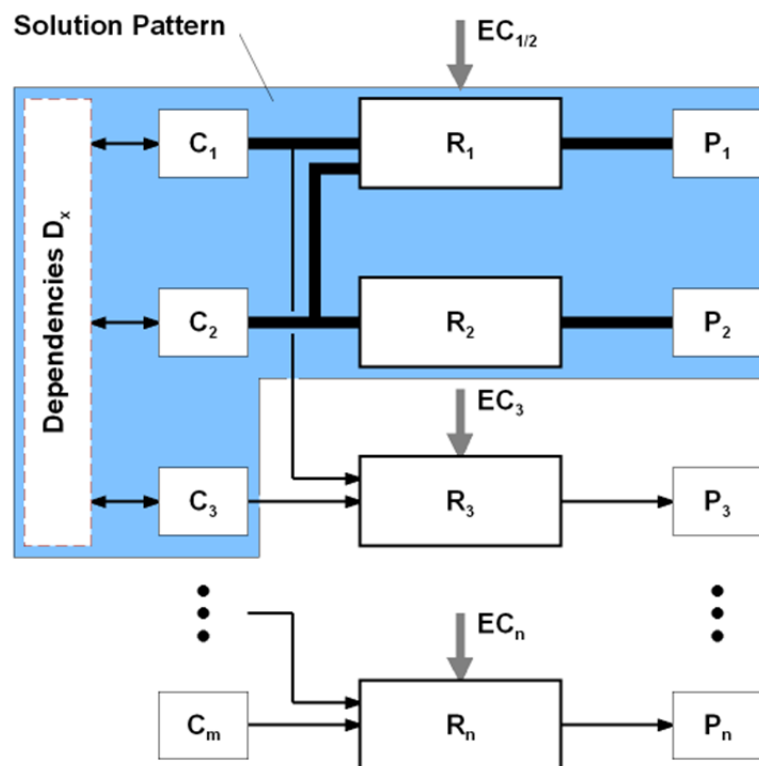 Solution Pattern
EC1/2
Dependencies Dx
C1
R1
P1
C2
R2
P2
EC3
C3
R3
P3
ECn
Cm
Rn
Pn